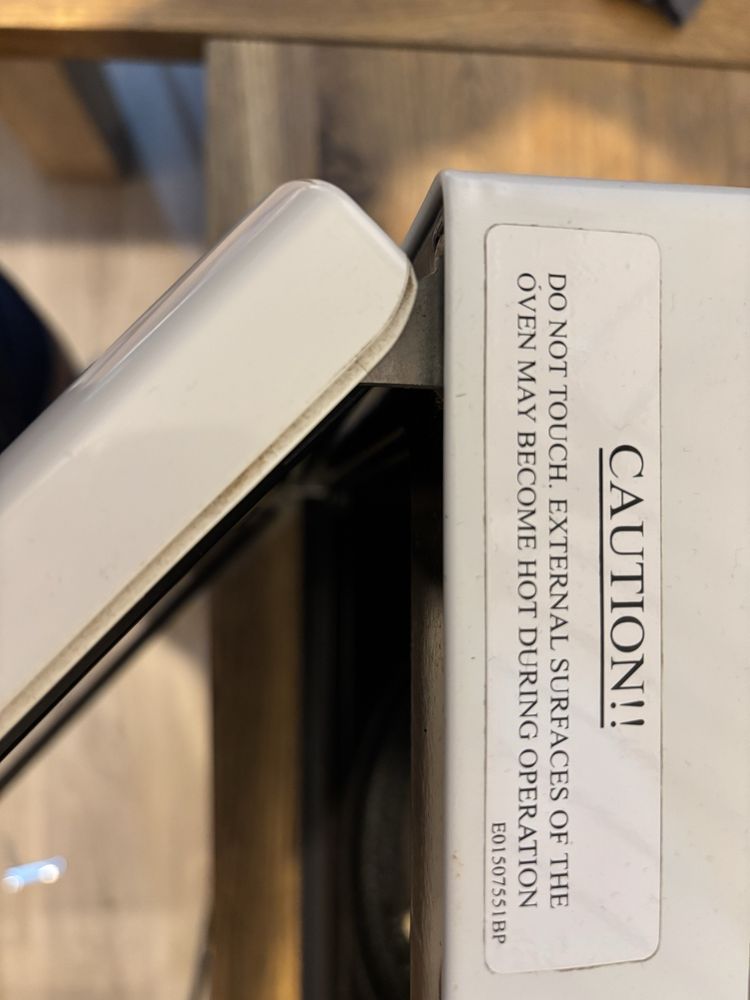 CAUTION!!
DO NOT TOUCH. EXTERNAL SURFACES OF THE
OVEN MAY BECOME HOT DURING OPERATION
E01507551BP